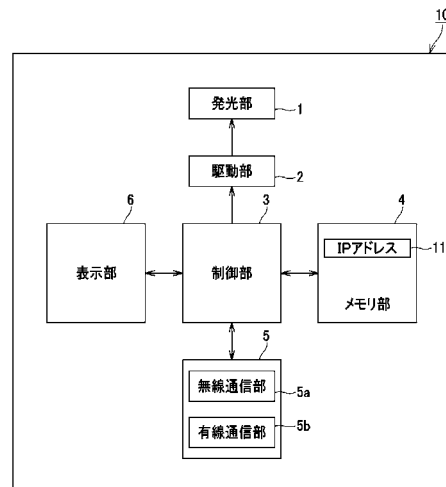 10
発光部
1
駆動部
2
6
3
4
表示部
制御部
IPアドレス
11
メモリ部
5
無線通信部
5a
有線通信部
5b